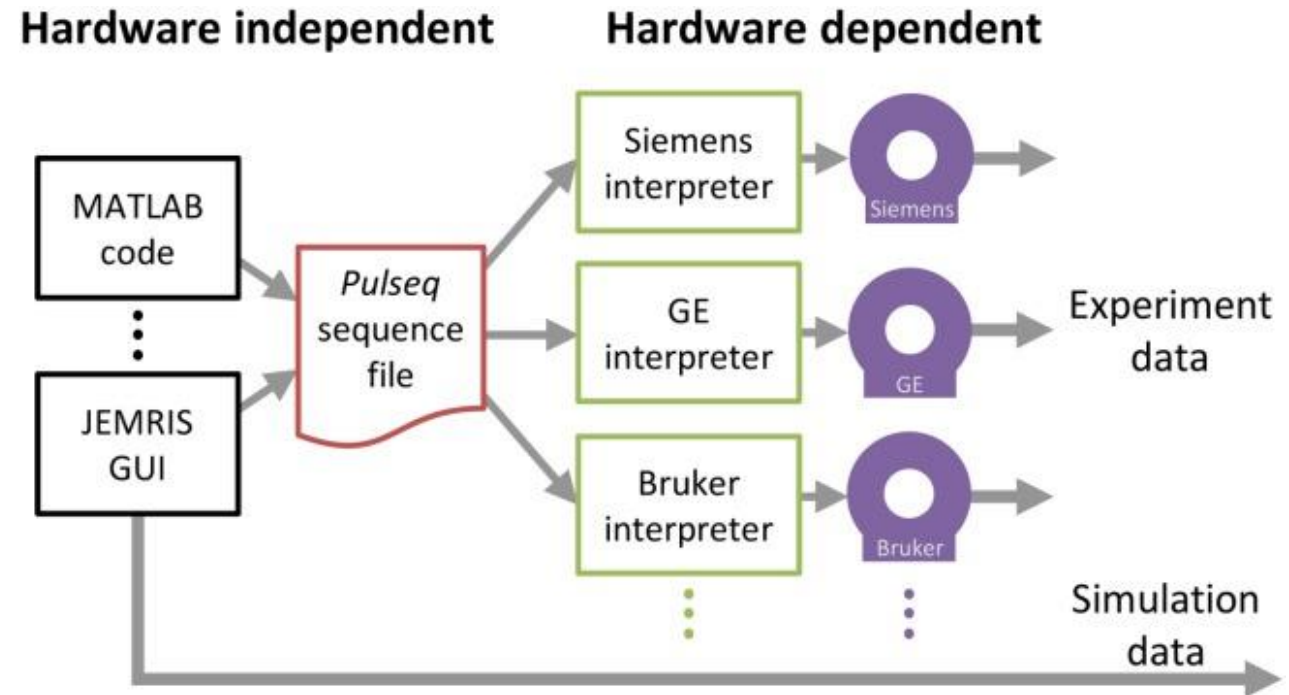 Hardware independent
Hardware dependent
MATLAB
code
JEMRIS
GUI
Pulseq
sequence
file
Siemens
interpreter
Siemens
GE
interpreter
GE
Bruker
interpreter
Bruker
Experiment
data
Simulation
data